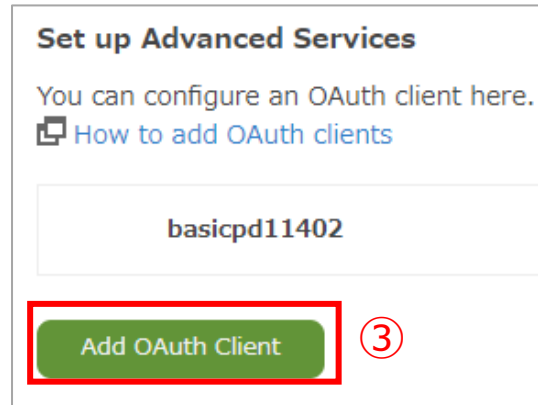 Set up Advanced Services
You can configure an OAuth client here.
How to add OAuth clients
basicpd11402
Add OAuth Client
③